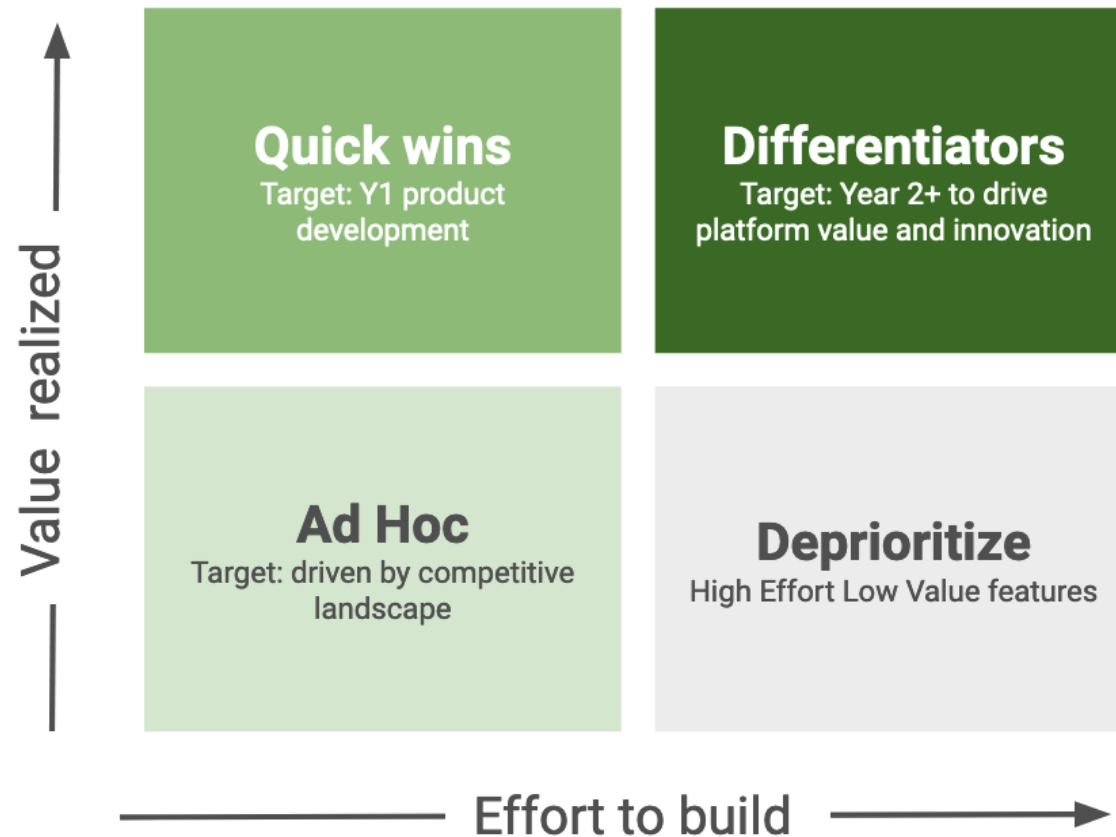 Quick wins
Target: Y1 product
development
Differentiators
Target: Year 2+ to drive
platform value and innovation
Value realized
Ad Hoc
Target: driven by competitive
landscape
Deprioritize
High Effort Low Value features
Effort to build